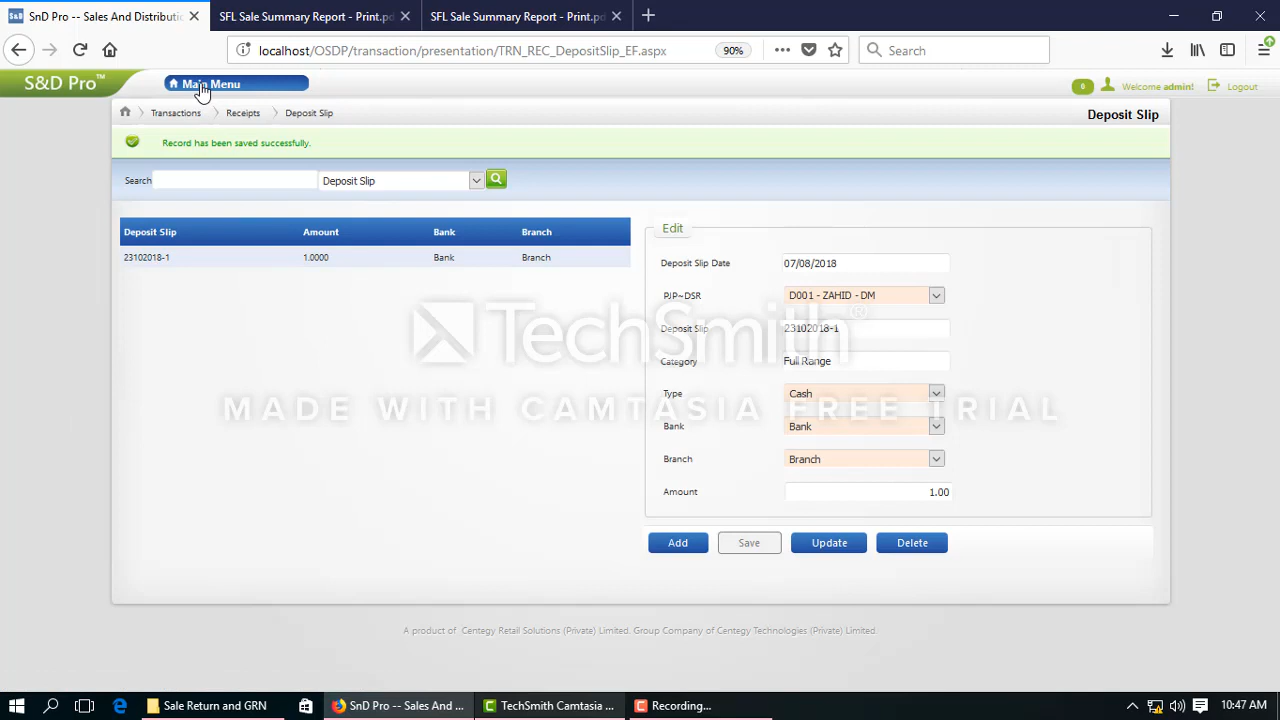 SnD Pro -- Sales And Distributi
SFL Sale Summary Report - Print.pd
SFL Sale Summary Report - Print.pd
localhost/OSDP/transaction/presentation/TRN_REC_DepositSlip_EF.aspx
90%
Search
S&D Pro™
Main Menu
0
Welcome admin!
Logout
Transactions
Receipts
Deposit Slip
Deposit Slip
Record has been saved successfully.
Search
Deposit Slip
Deposit Slip
Amount
Bank
Branch
23102018-1
1.0000
Bank
Branch
Edit
Deposit Slip Date
07/08/2018
PJP~DSR
D001 - ZAHID - DM
Deposit Slip
23102018-1
Category
Full Range
Type
Cash
Bank
Bank
Branch
Branch
Amount
1.00
Add
Save
Update
Delete
TechSmith®
MADE WITH CAMTASIA FREE TRIAL
A product of Centegy Retail Solutions (Private) Limited. Group Company of Centegy Technologies (Private) Limited.
Sale Return and GRN
SnD Pro -- Sales And ...
TechSmith Camtasia ...
Recording...
10:47 AM